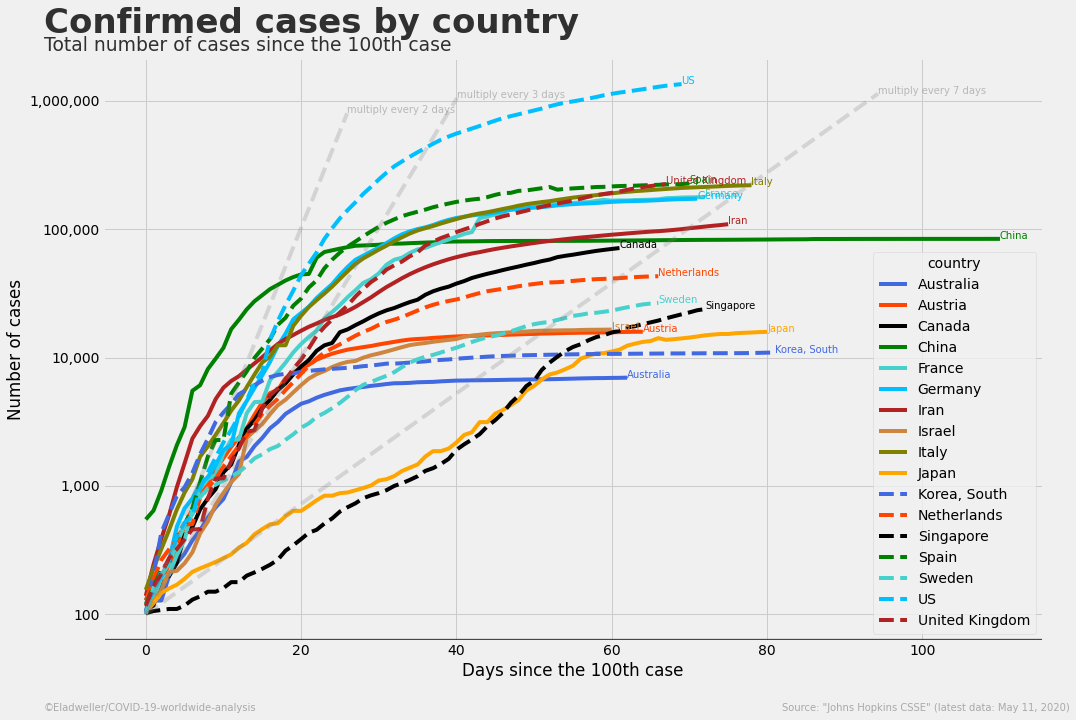 Confirmed cases by country
Total number of cases since the 100th case
US
multiply every 3 days
multiply every 7 days
1,000,000
multiply every 2 days
Spain
United Kingdom
Italy
France
Germany
Iran
100,000
China
Canada
Netherlands
Sweden
Singapore
Israel
Austria
Japan
10,000
Korea, South
Australia
1,000
100
Number of cases
country
Australia
Austria
Canada
China
France
Germany
Iran
Israel
Italy
Japan
Korea, South
Netherlands
Singapore
Spain
Sweden
US
United Kingdom
0 20 40 60 80 100
Days since the 100th case
©Eladweller/COVID-19-worldwide-analysis
Source: "Johns Hopkins CSSE" (latest data: May 11, 2020)